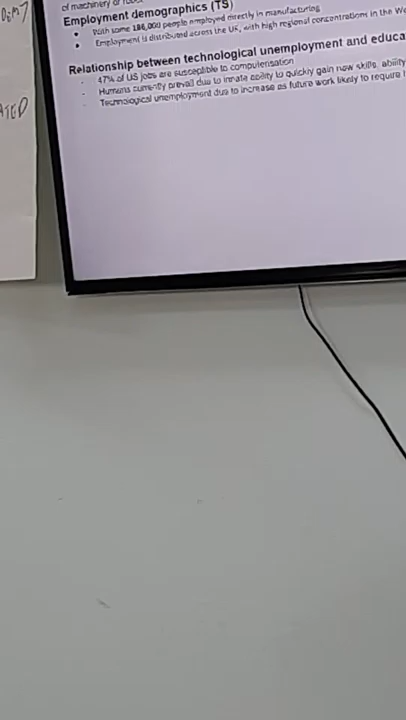 of machinery or robot
Employment demographics (TS)
With some 186,000 people employed directly in manufacturing
Employment is distributed across the UK, with high regional concentrations in the We
Relationship between technological unemployment and educa
- 47% of US jobs are susceptible to computerisation
- Humans currently prevail due to innate ability to quickly gain new skills, ability
- Technological unemployment due to increase as future work likely to require
ATED